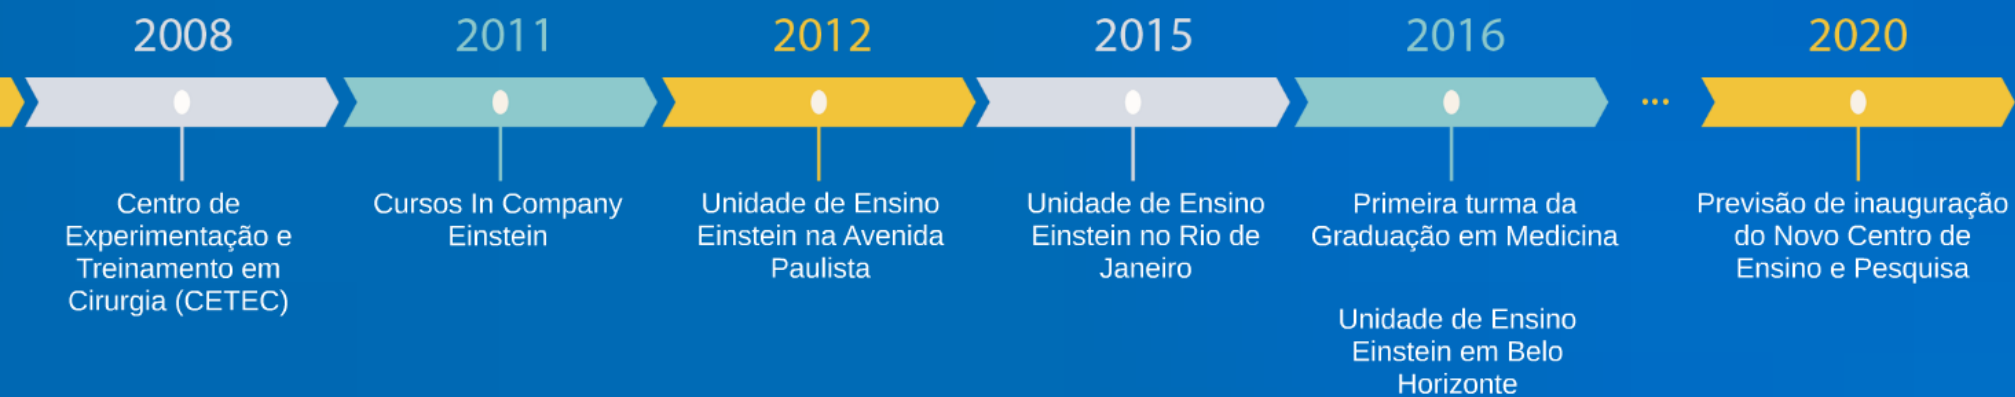 2008
Centro de
Experimentação e
Treinamento em
Cirurgia (CETEC)
2011
Cursos In Company
Einstein
2012
Unidade de Ensino
Einstein na Avenida
Paulista
2015
Unidade de Ensino
Einstein no Rio de
Janeiro
2016
Primeira turma da
Graduação em Medicina
Unidade de Ensino
Einstein em Belo
Horizonte
...
2020
Previsão de inauguração
do Novo Centro de
Ensino e Pesquisa